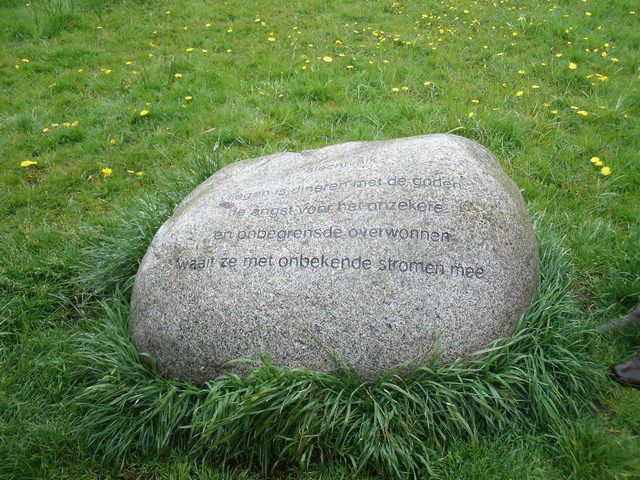 is dineren met de goden
de angst voor het onzekere
en onbegrensde overwonnen
waait ze met onbekende stromen mee